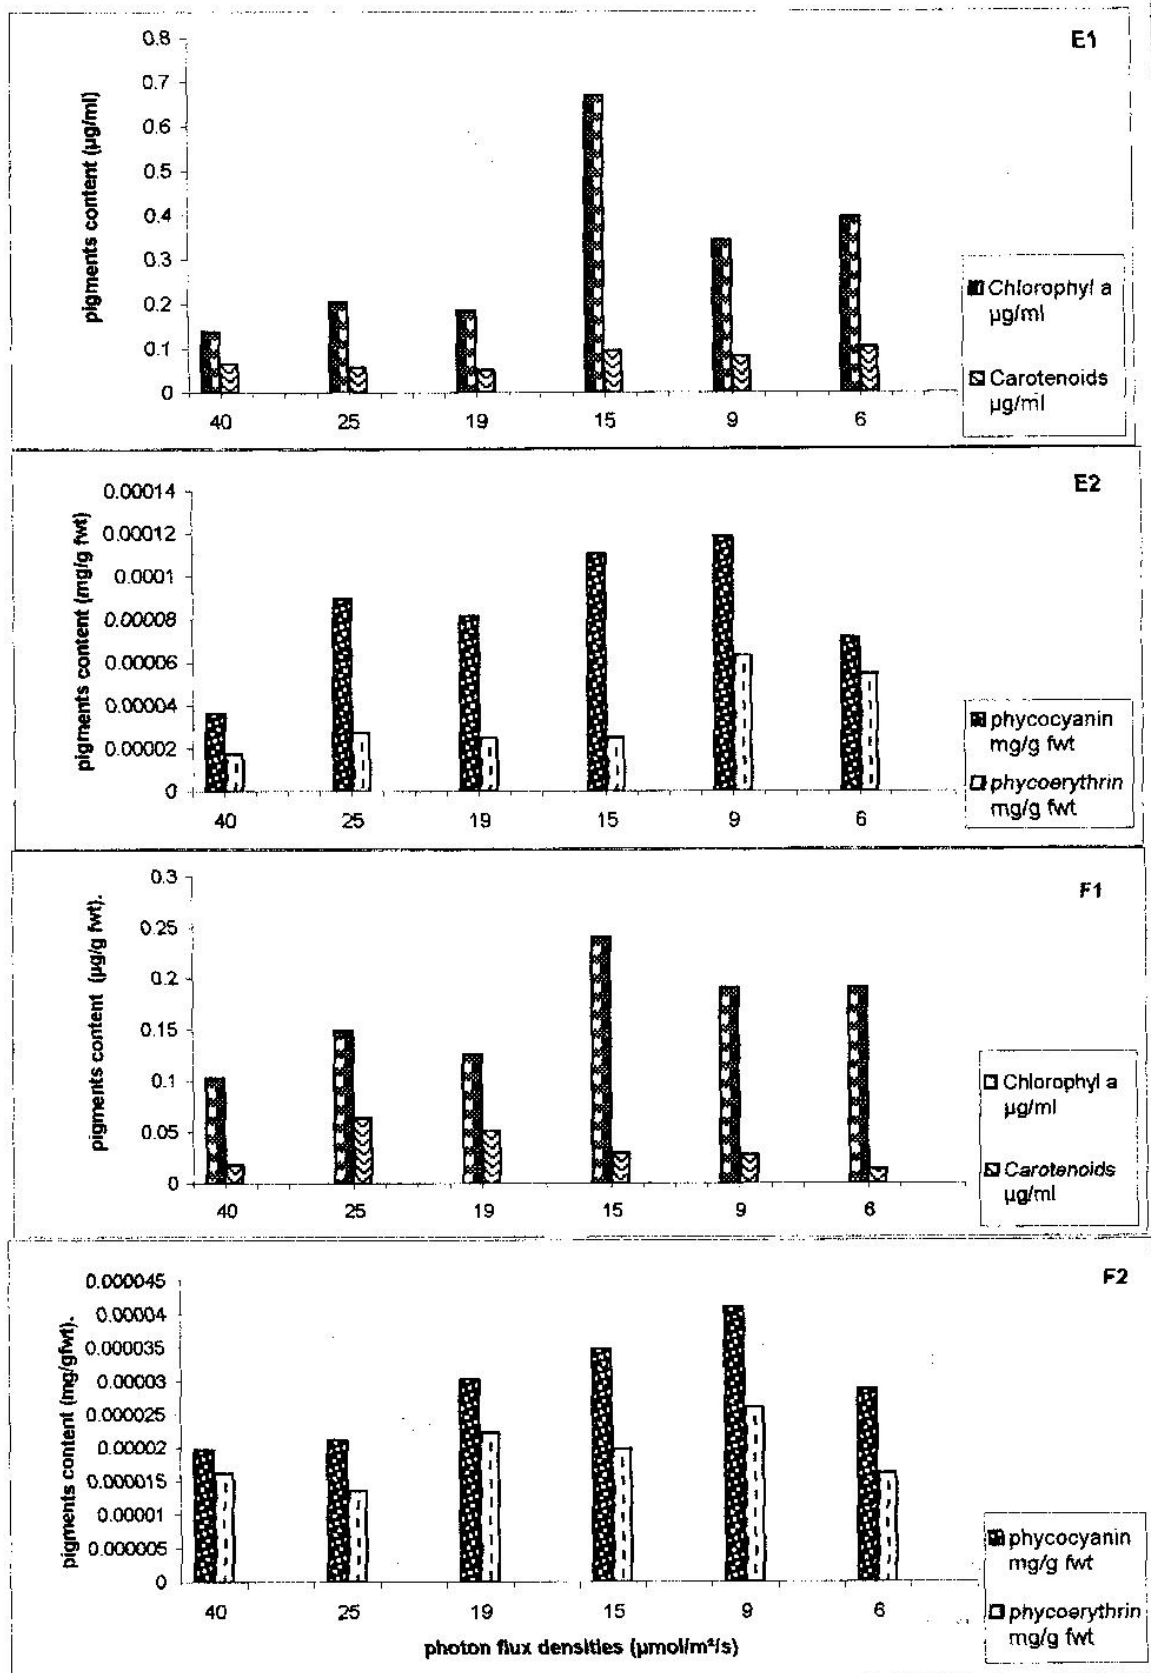 E1
pigments content (µg/ml)
0.8
0.7
0.6
0.5
0.4
0.3
0.2
0.1
0
40 25 19 15 9 6
Chlorophyl a
µg/ml
Carotenoids
µg/ml
E2
pigments content (mg/g fwt)
0.00014
0.00012
0.0001
0.00008
0.00006
0.00004
0.00002
0
40 25 19 15 9 6
phycocyanin
mg/g fwt
phycoerythrin
mg/g fwt
F1
pigments content (µg/g fwt).
0.3
0.25
0.2
0.15
0.1
0.05
0
40 25 19 15 9 6
Chlorophyl a
µg/ml
Carotenoids
µg/ml
F2
pigments content (mg/gfwt).
0.000045
0.00004
0.000035
0.00003
0.000025
0.00002
0.000015
0.00001
0.000005
0
40 25 19 15 9 6
phycocyanin
mg/g fwt
phycoerythrin
mg/g fwt
photon flux densities (µmol/m²/s)